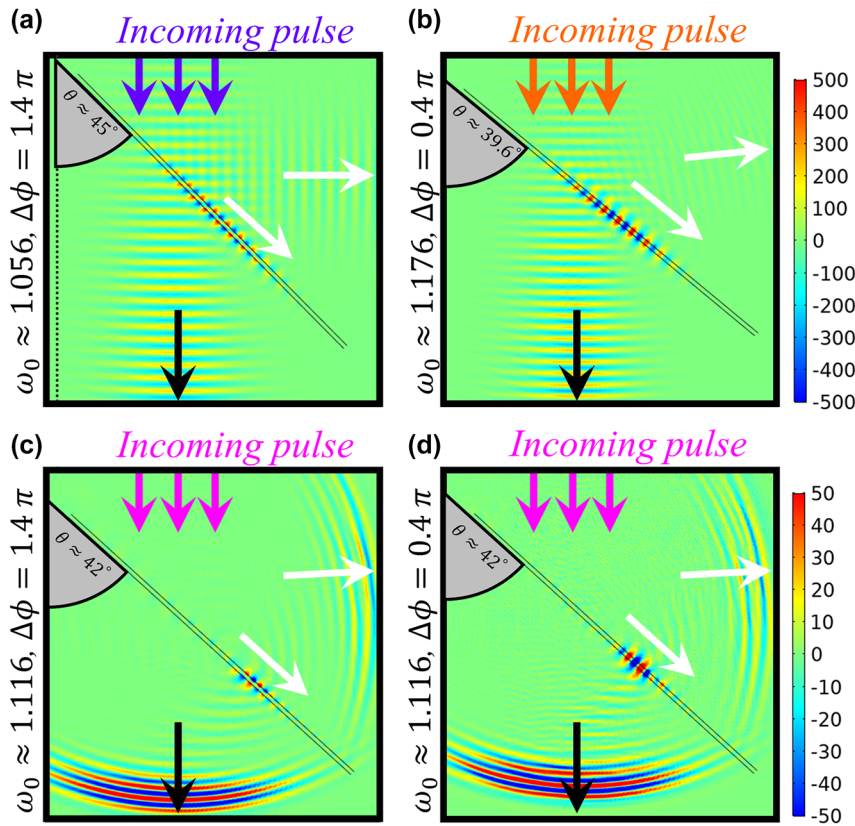 (a)
Incoming pulse
ω₀ ≈ 1.056, Δϕ = 1.4 π
θ ≈ 45°
(b)
Incoming pulse
ω₀ ≈ 1.176, Δϕ = 0.4 π
θ ≈ 39.6°
500
400
300
200
100
0
-100
-200
-300
-400
-500
(c)
Incoming pulse
ω₀ ≈ 1.116, Δϕ = 1.4 π
θ ≈ 42°
(d)
Incoming pulse
ω₀ ≈ 1.116, Δϕ = 0.4 π
θ ≈ 42°
50
40
30
20
10
0
-10
-20
-30
-40
-50